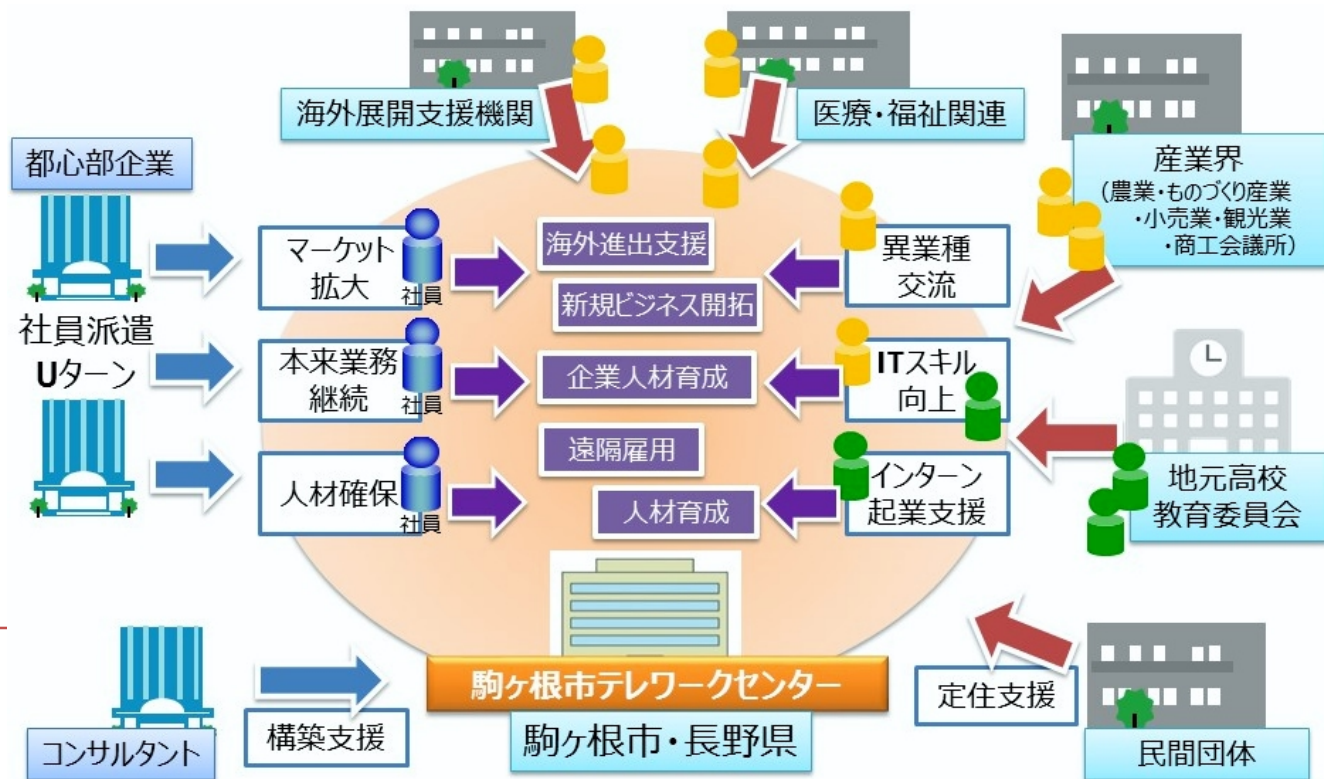 海外展開支援機関
医療・福祉関連
都心部企業
産業界
（農業・ものづくり産業
・小売業・観光業
・商工会議所）
マーケット
拡大
社員
海外進出支援
異業種
交流
新規ビジネス開拓
社員派遣
Uターン
本来業務
継続
社員
企業人材育成
ITスキル
向上
遠隔雇用
人材確保
社員
人材育成
インターン
起業支援
地元高校
教育委員会
駒ヶ根市テレワークセンター
定住支援
構築支援
駒ヶ根市・長野県
コンサルタント
民間団体